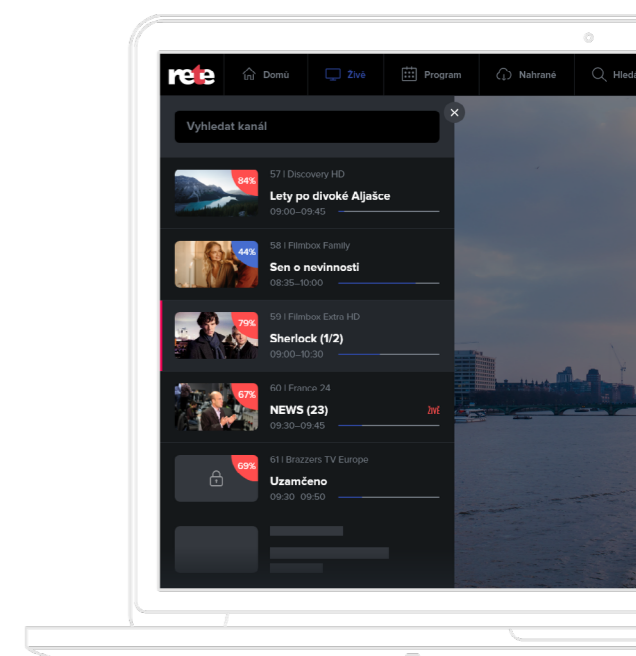 rete
Domů
Živě
Program
Nahrané
Hleda
Vyhledat kanál
84%
57 | Discovery HD
Lety po divoké Aljašce
09:00–09:45
44%
58 | Filmbox Family
Sen o nevinnosti
08:35–10:00
79%
59 | Filmbox Extra HD
Sherlock (1/2)
09:00–10:30
67%
60 | France 24
NEWS (23)
ŽIVĚ
09:30–09:45
69%
61 | Brazzers TV Europe
Uzamčeno
09:30 09:50